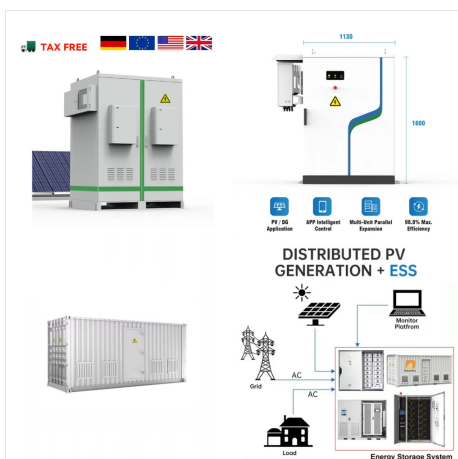 TAX FREE
1130
1600
PV / DG
Application
APP Intelligent
Control
Multi-Unit Parallel
Expansion
98.8% Max.
Efficiency
DISTRIBUTED PV
GENERATION + ESS
Monitor
Plotfrom
Grid
AC
AC
Load
Energy Storage System